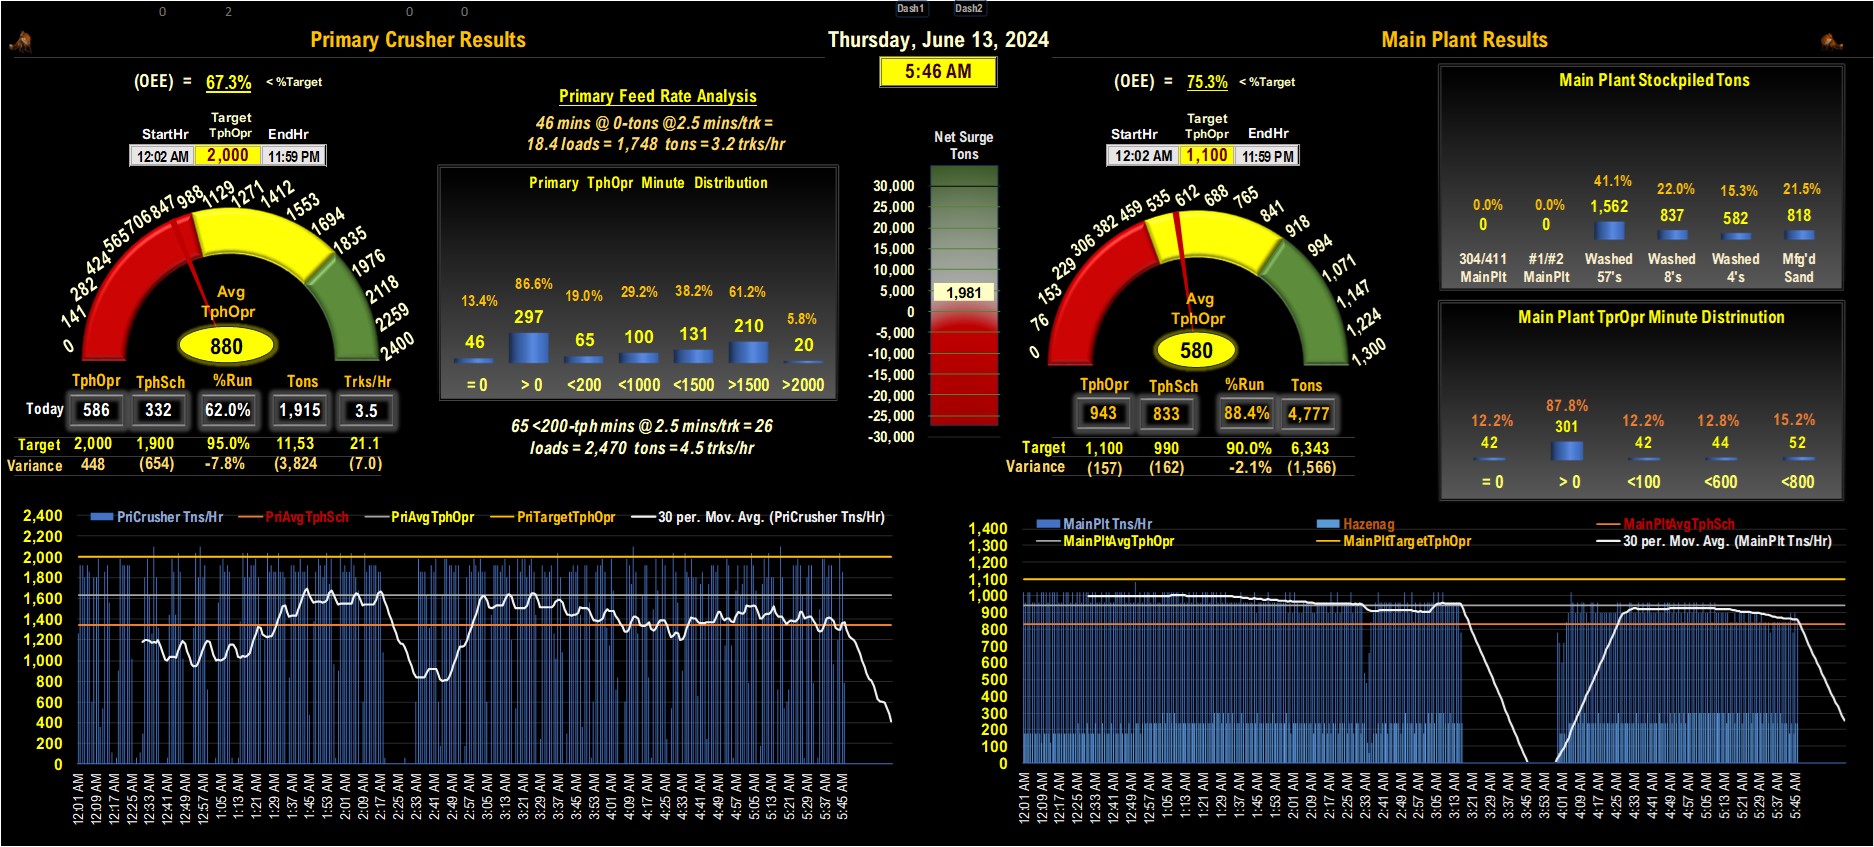 0 2 0 0 Dash1 Dash2
Primary Crusher Results
Thursday, June 13, 2024
Main Plant Results
5:46 AM
(OEE) = 67.3% < %Target
Target
StartHr TphOpr EndHr
12:02 AM 2,000 11:59 PM
0 141 282 424 565 706 847 988 1129 1271 1412 1553 1694 1835 1976 2118 2259 2400
Avg
TphOpr
880
TphOpr TphSch %Run Tons Trks/Hr
Today 586 332 62.0% 1,915 3.5
Target 2,000 1,900 95.0% 11,53 21.1
Variance 448 (654) -7.8% (3,824 (7.0)
Primary Feed Rate Analysis
46 mins @ 0-tons @2.5 mins/trk =
18.4 loads = 1,748 tons = 3.2 trks/hr
Primary TphOpr Minute Distribution
13.4% 86.6% 19.0% 29.2% 38.2% 61.2% 5.8%
46 297 65 100 131 210 20
= 0 > 0 <200 <1000 <1500 >1500 >2000
65 <200-tph mins @ 2.5 mins/trk = 26
loads = 2,470 tons = 4.5 trks/hr
Net Surge
Tons
30,000
25,000
20,000
15,000
10,000
5,000
1,981
0
-5,000
-10,000
-15,000
-20,000
-25,000
-30,000
(OEE) = 75.3% < %Target
Target
StartHr TphOpr EndHr
12:02 AM 1,100 11:59 PM
0 76 153 229 306 382 459 535 612 688 765 841 918 994 1,071 1,147 1,224 1,300
Avg
TphOpr
580
TphOpr TphSch %Run Tons
943 833 88.4% 4,777
Target 1,100 990 90.0% 6,343
Variance (157) (162) -2.1% (1,566)
Main Plant Stockpiled Tons
0.0% 0.0% 41.1% 22.0% 15.3% 21.5%
0 0 1,562 837 582 818
304/411 #1/#2 Washed Washed Washed Mfg'd
MainPlt MainPlt 57's 8's 4's Sand
Main Plant TprOpr Minute Distrinution
12.2% 87.8% 12.2% 12.8% 15.2%
42 301 42 44 52
= 0 > 0 <100 <600 <800
PriCrusher Tns/Hr PriAvgTphSch PriAvgTphOpr PriTargetTphOpr 30 per. Mov. Avg. (PriCrusher Tns/Hr)
2,400
2,200
2,000
1,800
1,600
1,400
1,200
1,000
800
600
400
200
0
12:01 AM 12:09 AM 12:17 AM 12:25 AM 12:33 AM 12:41 AM 12:49 AM 12:57 AM 1:05 AM 1:13 AM 1:21 AM 1:29 AM 1:37 AM 1:45 AM 1:53 AM 2:01 AM 2:09 AM 2:17 AM 2:25 AM 2:33 AM 2:41 AM 2:49 AM 2:57 AM 3:05 AM 3:13 AM 3:21 AM 3:29 AM 3:37 AM 3:45 AM 3:53 AM 4:01 AM 4:09 AM 4:17 AM 4:25 AM 4:33 AM 4:41 AM 4:49 AM 4:57 AM 5:05 AM 5:13 AM 5:21 AM 5:29 AM 5:37 AM 5:45 AM
MainPlt Tns/Hr Hazenag MainPltAvgTphSch
MainPltAvgTphOpr MainPltTargetTphOpr 30 per. Mov. Avg. (MainPlt Tns/Hr)
1,400
1,300
1,200
1,100
1,000
900
800
700
600
500
400
300
200
100
0
12:01 AM 12:09 AM 12:17 AM 12:25 AM 12:33 AM 12:41 AM 12:49 AM 12:57 AM 1:05 AM 1:13 AM 1:21 AM 1:29 AM 1:37 AM 1:45 AM 1:53 AM 2:01 AM 2:09 AM 2:17 AM 2:25 AM 2:33 AM 2:41 AM 2:49 AM 2:57 AM 3:05 AM 3:13 AM 3:21 AM 3:29 AM 3:37 AM 3:45 AM 3:53 AM 4:01 AM 4:09 AM 4:17 AM 4:25 AM 4:33 AM 4:41 AM 4:49 AM 4:57 AM 5:05 AM 5:13 AM 5:21 AM 5:29 AM 5:37 AM 5:45 AM